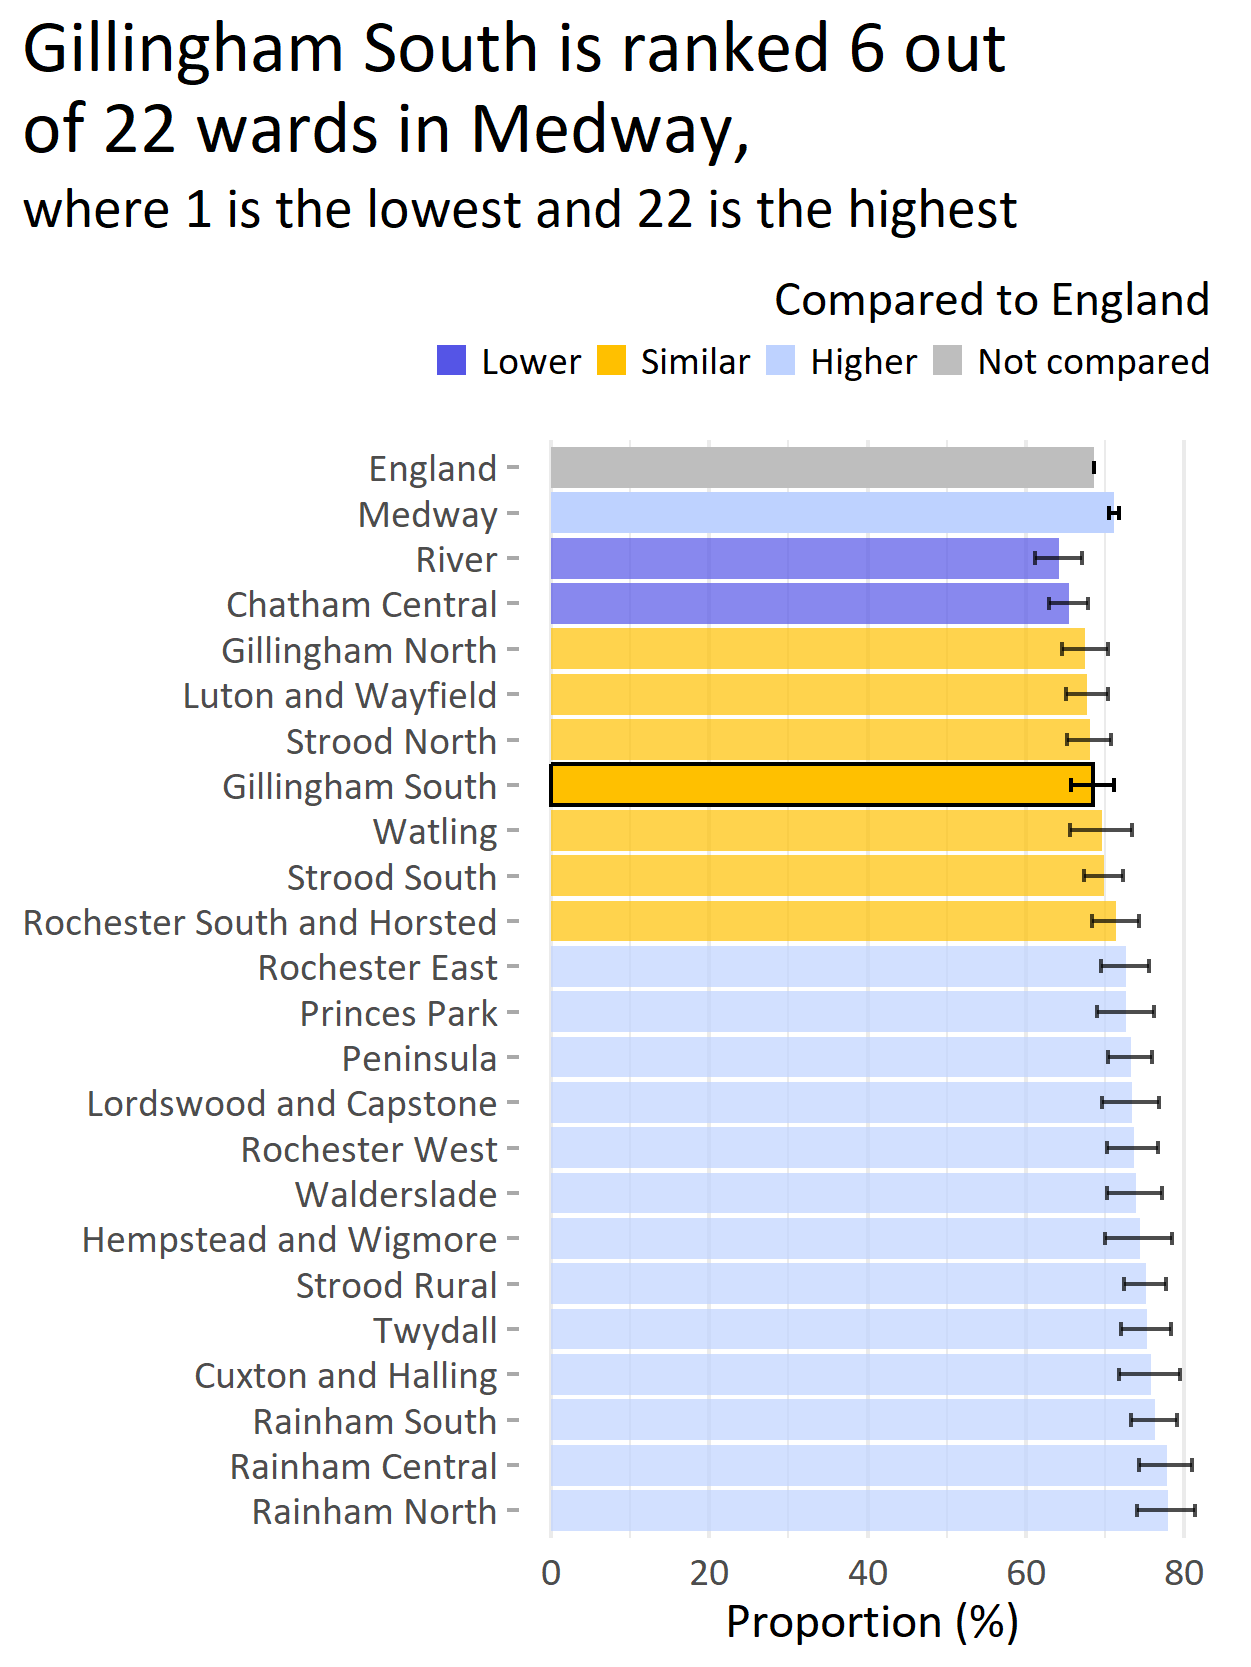 Gillingham South is ranked 6 out
of 22 wards in Medway,
where 1 is the lowest and 22 is the highest
Compared to England
Lower Similar Higher Not compared
England
Medway
River
Chatham Central
Gillingham North
Luton and Wayfield
Strood North
Gillingham South
Watling
Strood South
Rochester South and Horsted
Rochester East
Princes Park
Peninsula
Lordswood and Capstone
Rochester West
Walderslade
Hempstead and Wigmore
Strood Rural
Twydall
Cuxton and Halling
Rainham South
Rainham Central
Rainham North
0 20 40 60 80
Proportion (%)